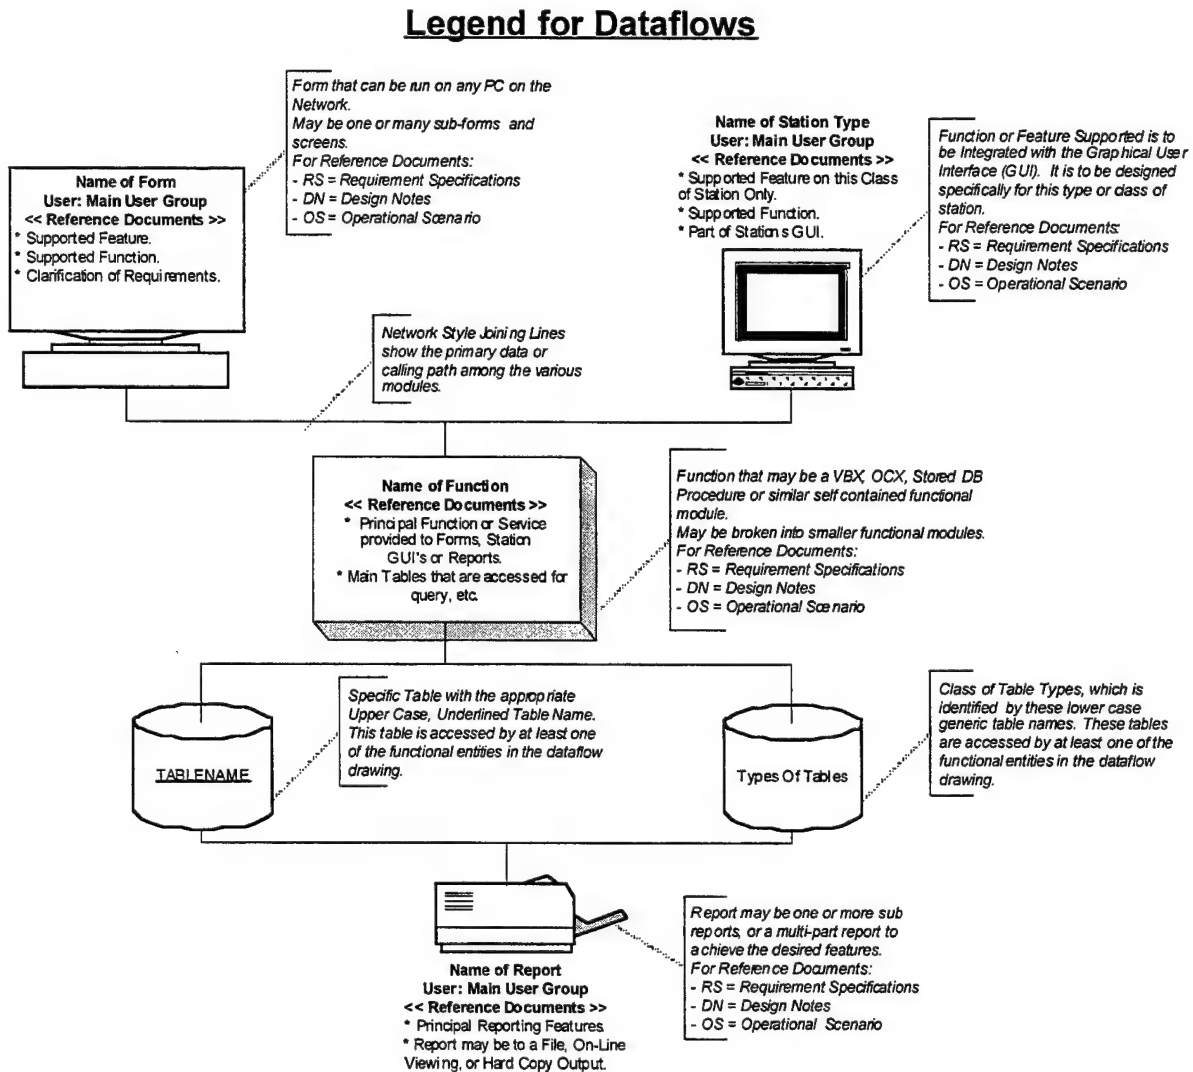 Legend for Dataflows
Form that can be run on any PC on the
Network.
May be one or many sub-forms and
screens.
For Reference Documents:
- RS = Requirement Specifications
- DN = Design Notes
- OS = Operational Scenario
Name of Form
User: Main User Group
<< Reference Documents >>
* Supported Feature.
* Supported Function.
* Clarification of Requirements.
Name of Station Type
User: Main User Group
<< Reference Documents >>
* Supported Feature on this Class
of Station Only.
* Supported Function.
* Part of Station s GUI.
Function or Feature Supported is to
be Integrated with the Graphical User
Interface (GUI). It is to be designed
specifically for this type or class of
station.
For Reference Documents:
- RS = Requirement Specifications
- DN = Design Notes
- OS = Operational Scenario
Network Style Joining Lines
show the primary data or
calling path among the various
modules.
Name of Function
<< Reference Documents >>
* Principal Function or Service
provided to Forms, Station
GUI's or Reports.
* Main Tables that are accessed for
query, etc.
Function that may be a VBX, OCX, Stored DB
Procedure or similar self contained functional
module.
May be broken into smaller functional modules.
For Reference Documents:
- RS = Requirement Specifications
- DN = Design Notes
- OS = Operational Scenario
TABLENAME
Specific Table with the appropriate
Upper Case, Underlined Table Name.
This table is accessed by at least one
of the functional entities in the dataflow
drawing.
Types Of Tables
Class of Table Types, which is
identified by these lower case
generic table names. These tables
are accessed by at least one of the
functional entities in the dataflow
drawing.
Name of Report
User: Main User Group
<< Reference Documents >>
* Principal Reporting Features
* Report may be to a File, On-Line
Viewing, or Hard Copy Output.
Report may be one or more sub
reports, or a multi-part report to
achieve the desired features.
For Reference Documents:
- RS = Requirement Specifications
- DN = Design Notes
- OS = Operational Scenario